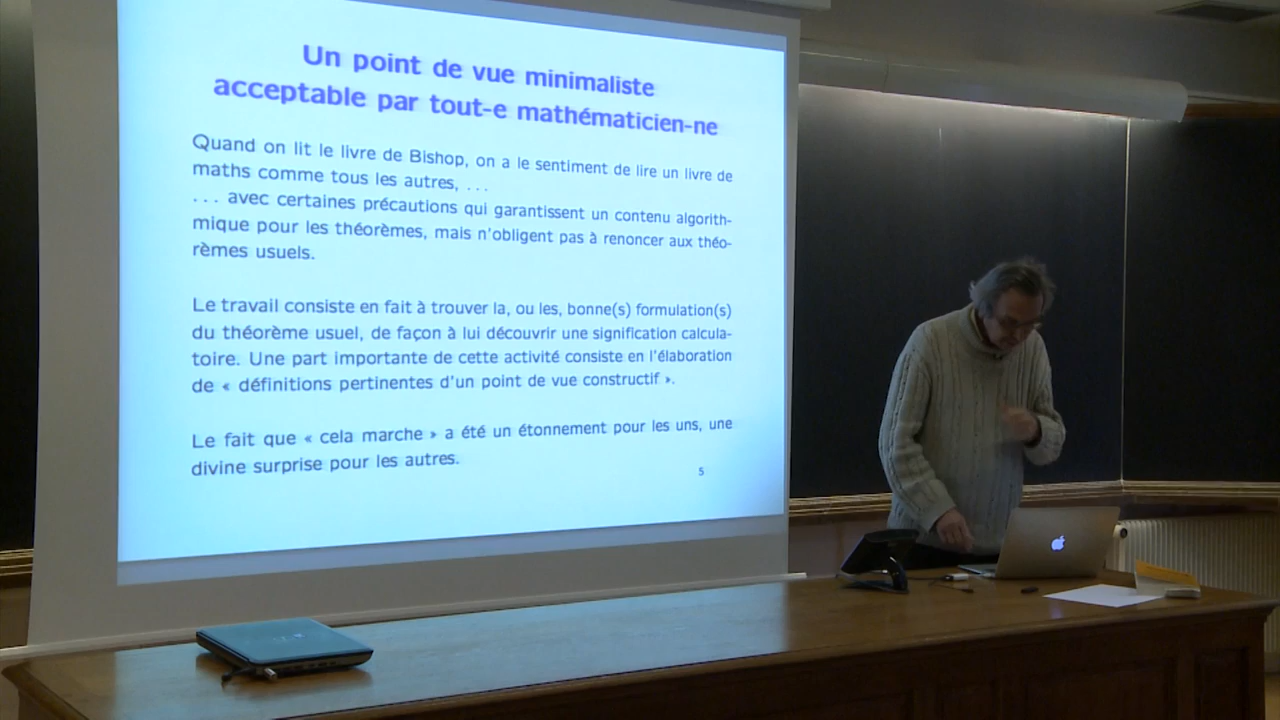 Un point de vue minimaliste
acceptable par tout-e mathématicien-ne
Quand on lit le livre de Bishop, on a le sentiment de lire un livre de
maths comme tous les autres, ...
... avec certaines précautions qui garantissent un contenu algorith-
mique pour les théorèmes, mais n'obligent pas à renoncer aux théo-
rèmes usuels.
Le travail consiste en fait à trouver la, ou les, bonne(s) formulation(s)
du théorème usuel, de façon à lui découvrir une signification calcula-
toire. Une part importante de cette activité consiste en l'élaboration
de « définitions pertinentes d'un point de vue constructif ».
Le fait que « cela marche » a été un étonnement pour les uns, une
divine surprise pour les autres.
5